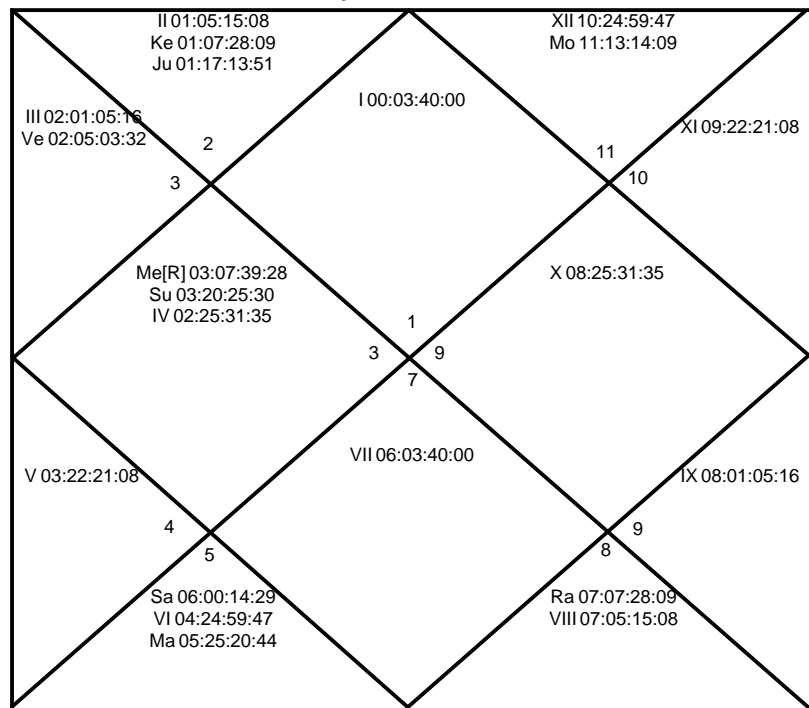 II 01:05:15:08
Ke 01:07:28:09
Ju 01:17:13:51
XII 10:24:59:47
Mo 11:13:14:09
I 00:03:40:00
III 02:01:05:16
Ve 02:05:03:32
XI 09:22:21:08
2
3
11
10
Me[R] 03:07:39:28
Su 03:20:25:30
IV 02:25:31:35
X 08:25:31:35
1
3
9
7
VII 06:03:40:00
V 03:22:21:08
IX 08:01:05:16
4
5
9
8
Sa 06:00:14:29
VI 04:24:59:47
Ma 05:25:20:44
Ra 07:07:28:09
VIII 07:05:15:08